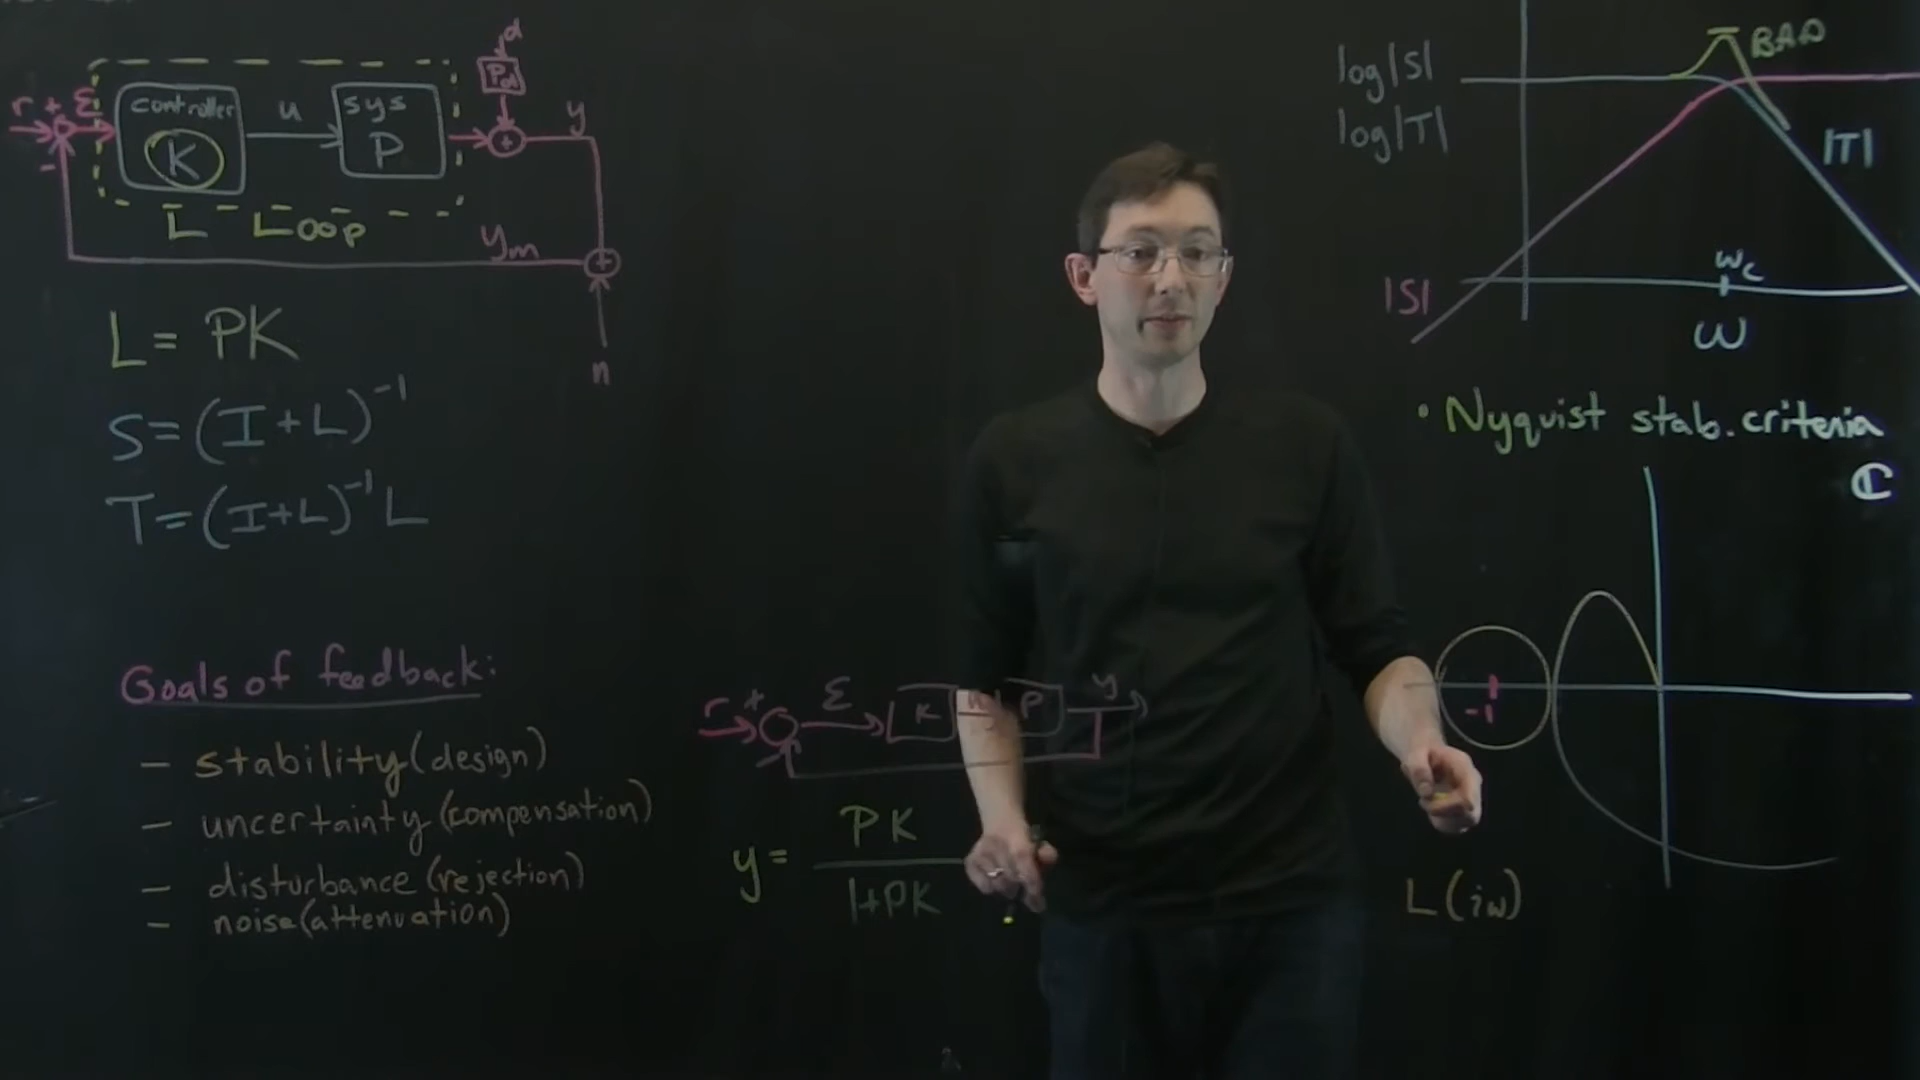 d
Pd
r + ε controller u sys y
K P
-
L Loop
ym
n
L = PK
S = (I + L)⁻¹
T = (I+L)⁻¹ L
Goals of feedback:
- stability (design)
- uncertainty (compensation)
- disturbance (rejection)
- noise (attenuation)
r + ε K u P y
-
y = PK
1+PK
log|S|
log|T|
BAD
|T|
|S|
ωc
ω
• Nyquist stab. criteria
ℂ
-1
L(iω)